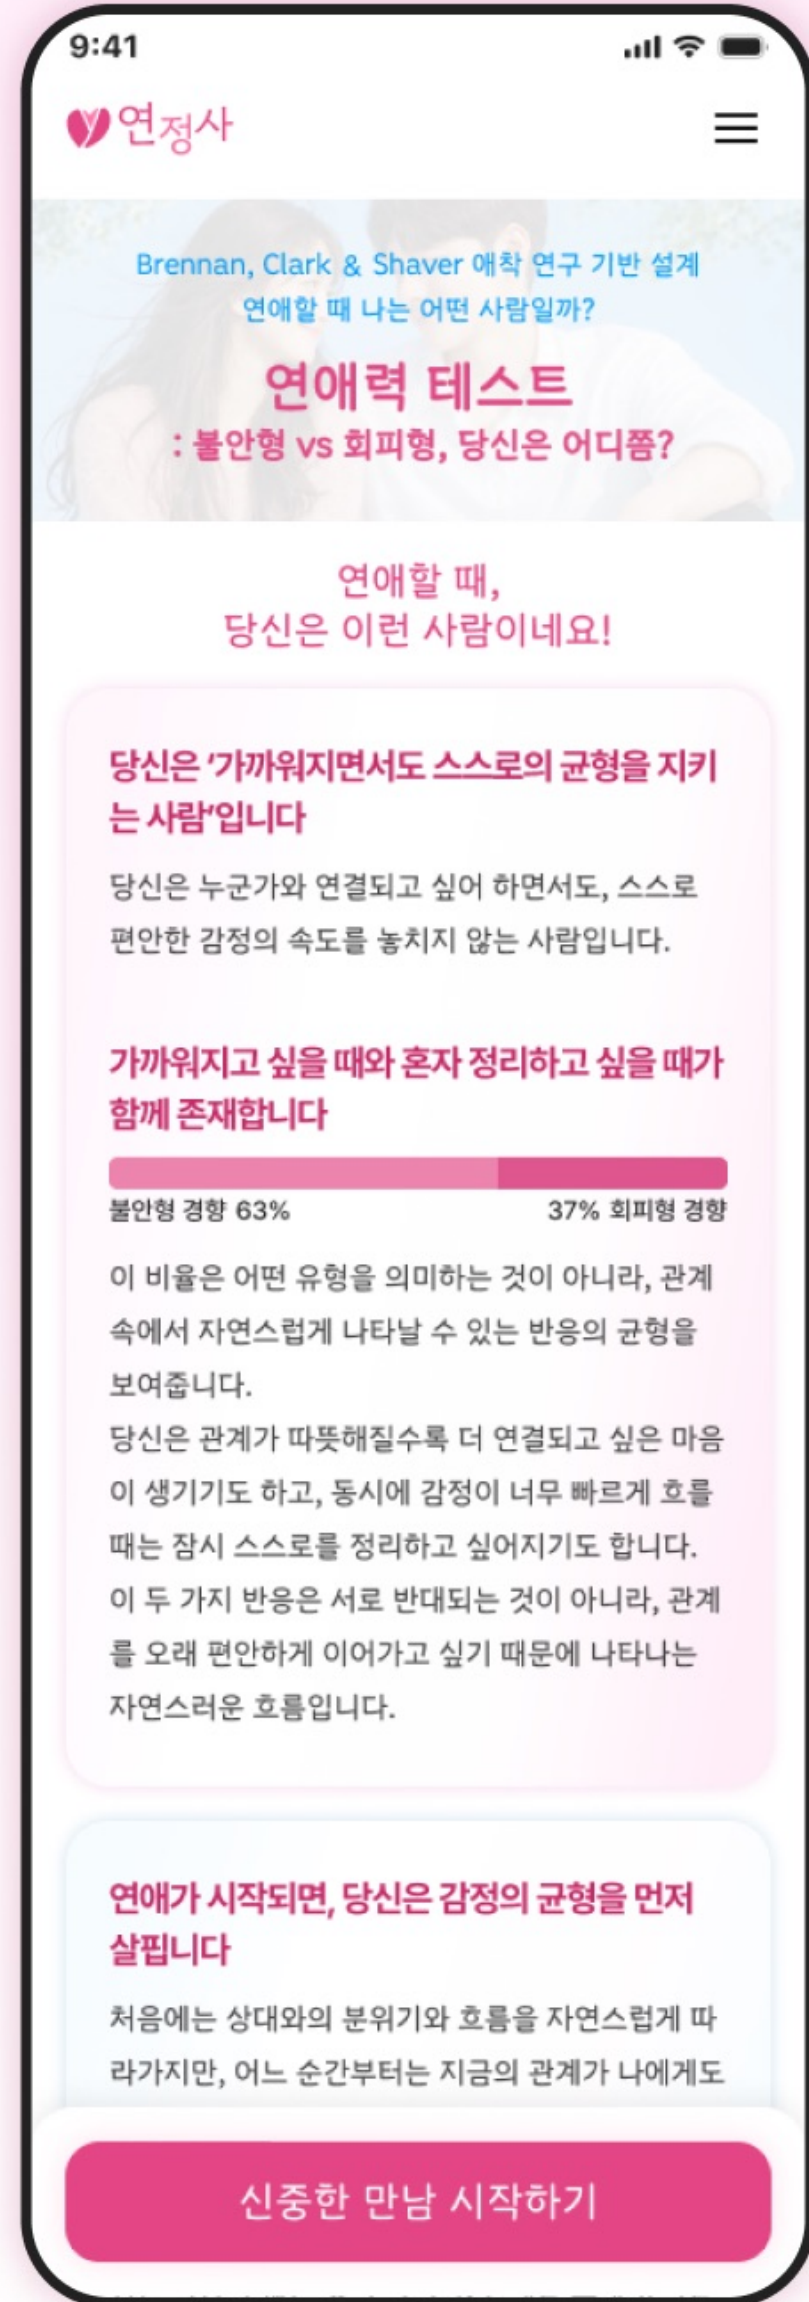 9:41
연정사
Brennan, Clark & Shaver 애착 연구 기반 설계
연애할 때 나는 어떤 사람일까?
연애력 테스트
: 불안형 vs 회피형, 당신은 어디쯤?
연애할 때,
당신은 이런 사람이네요!
당신은 '가까워지면서도 스스로의 균형을 지키
는 사람'입니다
당신은 누군가와 연결되고 싶어 하면서도, 스스로
편안한 감정의 속도를 놓치지 않는 사람입니다.
가까워지고 싶을 때와 혼자 정리하고 싶을 때가
함께 존재합니다
불안형 경향 63% 37% 회피형 경향
이 비율은 어떤 유형을 의미하는 것이 아니라, 관계
속에서 자연스럽게 나타날 수 있는 반응의 균형을
보여줍니다.
당신은 관계가 따뜻해질수록 더 연결되고 싶은 마음
이 생기기도 하고, 동시에 감정이 너무 빠르게 흐를
때는 잠시 스스로를 정리하고 싶어지기도 합니다.
이 두 가지 반응은 서로 반대되는 것이 아니라, 관계
를 오래 편안하게 이어가고 싶기 때문에 나타나는
자연스러운 흐름입니다.
연애가 시작되면, 당신은 감정의 균형을 먼저
살핍니다
처음에는 상대와의 분위기와 흐름을 자연스럽게 따
라가지만, 어느 순간부터는 지금의 관계가 나에게도
신중한 만남 시작하기